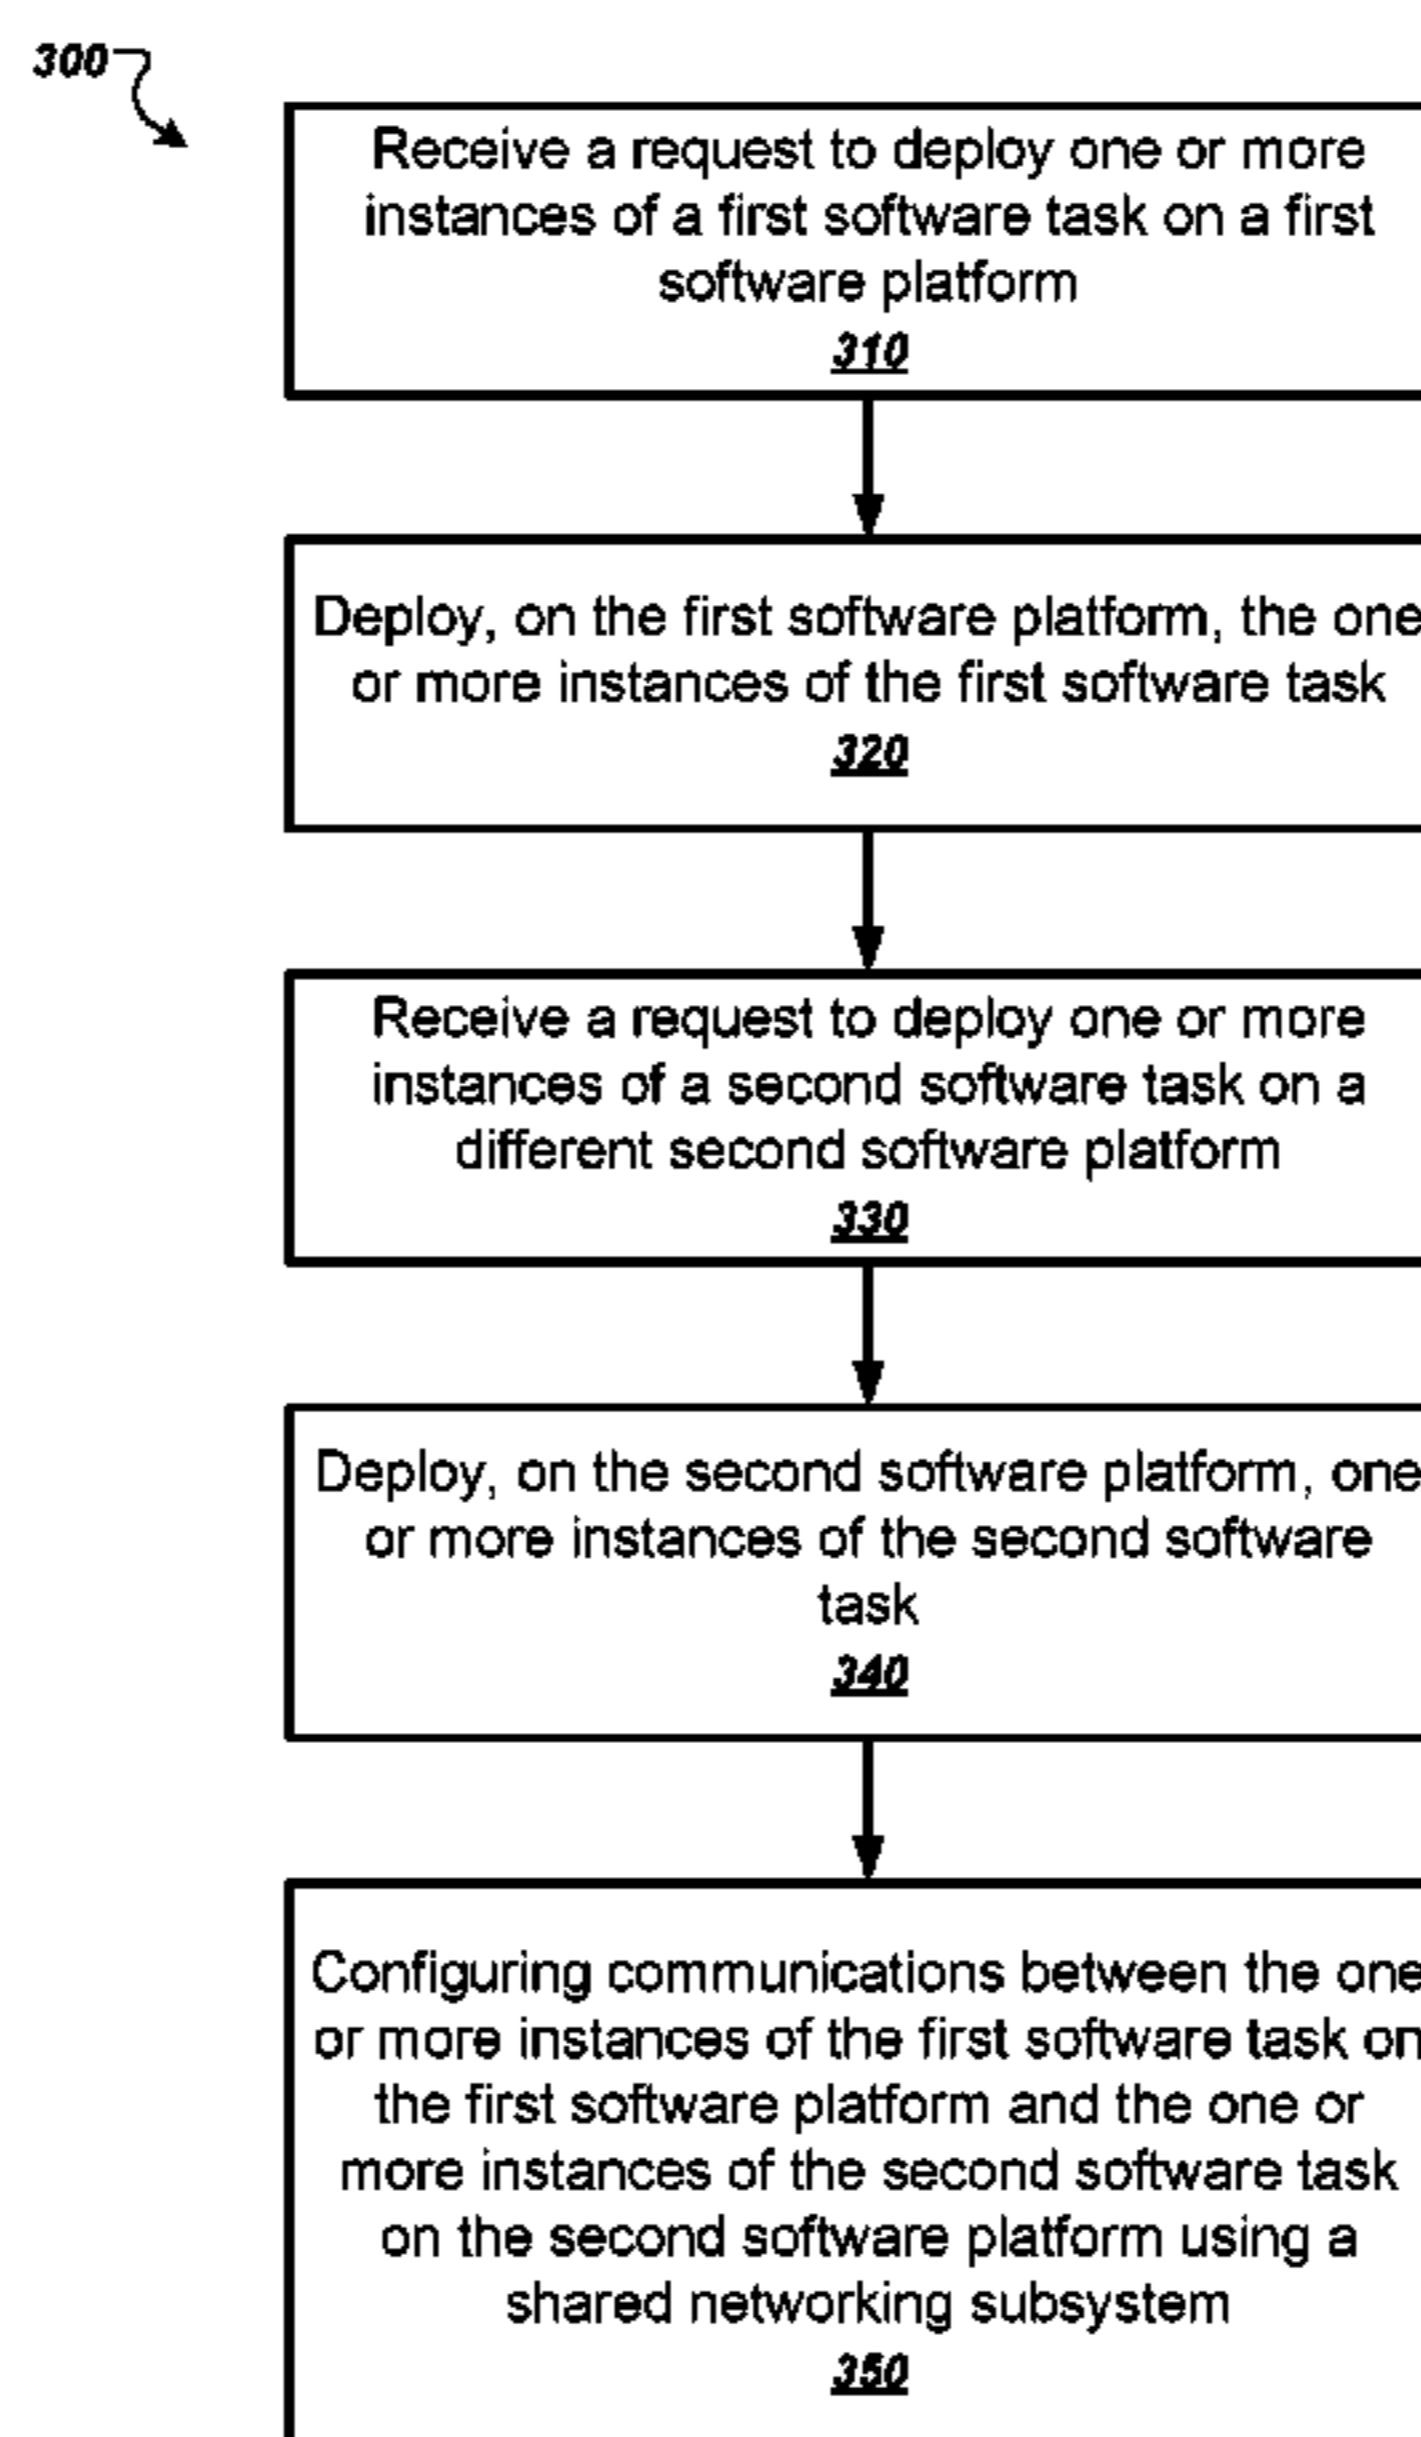 300
Receive a request to deploy one or more
instances of a first software task on a first
software platform
310
Deploy, on the first software platform, the one
or more instances of the first software task
320
Receive a request to deploy one or more
instances of a second software task on a
different second software platform
330
Deploy, on the second software platform, one
or more instances of the second software
task
340
Configuring communications between the one
or more instances of the first software task on
the first software platform and the one or
more instances of the second software task
on the second software platform using a
shared networking subsystem
350